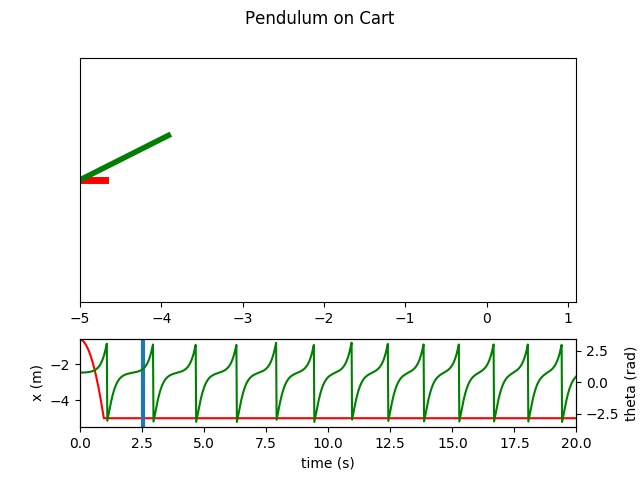 Pendulum on Cart
−5 −4 −3 −2 −1 0 1
x (m)
−2
−4
2.5
0.0
−2.5
theta (rad)
0.0 2.5 5.0 7.5 10.0 12.5 15.0 17.5 20.0
time (s)